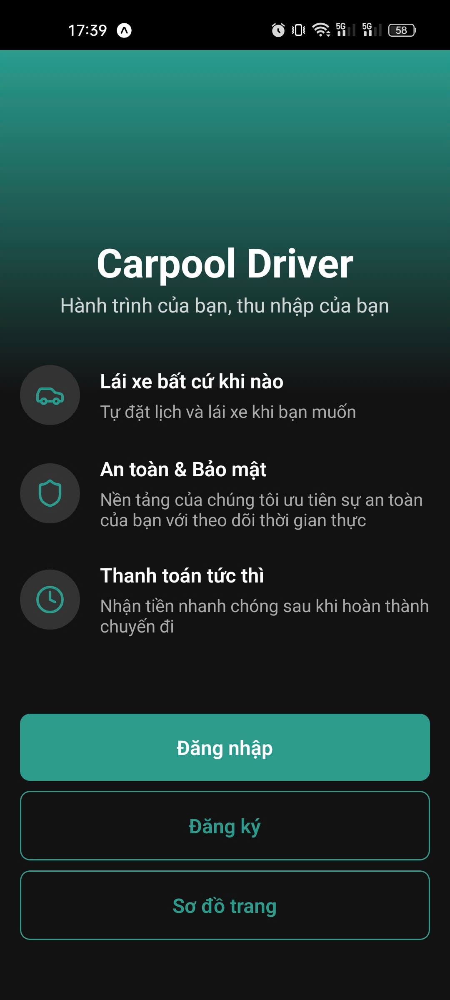 17:39
5G 5G 58
Carpool Driver
Hành trình của bạn, thu nhập của bạn
Lái xe bất cứ khi nào
Tự đặt lịch và lái xe khi bạn muốn
An toàn & Bảo mật
Nền tảng của chúng tôi ưu tiên sự an toàn
của bạn với theo dõi thời gian thực
Thanh toán tức thì
Nhận tiền nhanh chóng sau khi hoàn thành
chuyến đi
Đăng nhập
Đăng ký
Sơ đồ trang